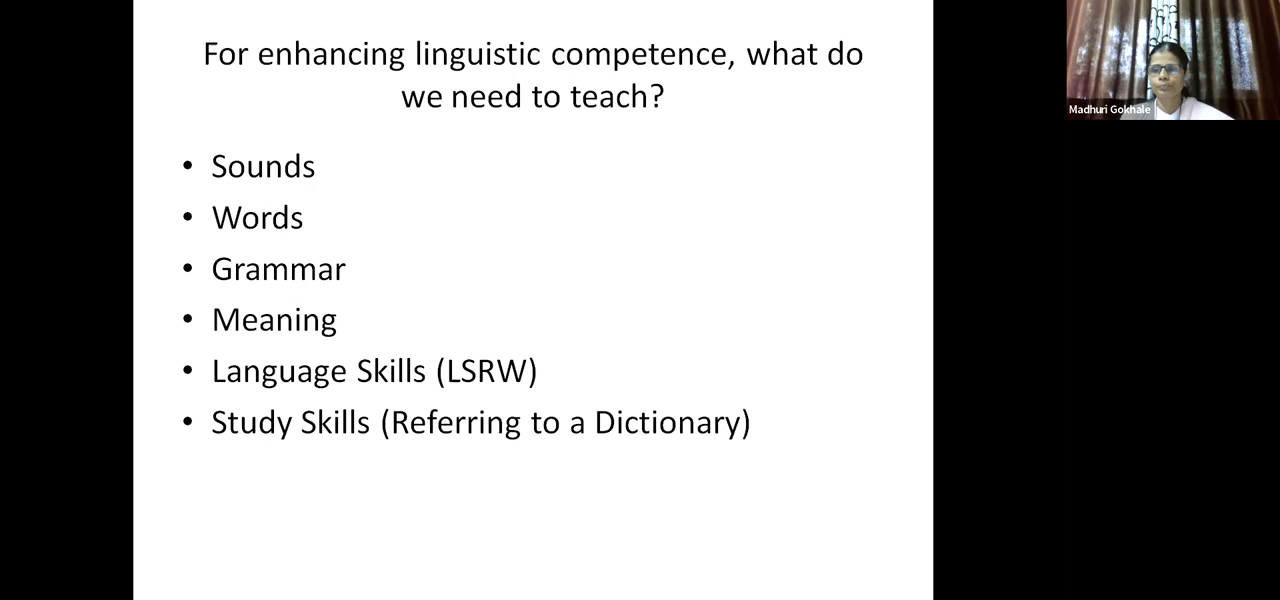 For enhancing linguistic competence, what do
we need to teach?
• Sounds
• Words
• Grammar
• Meaning
• Language Skills (LSRW)
• Study Skills (Referring to a Dictionary)
Madhuri Gokhale